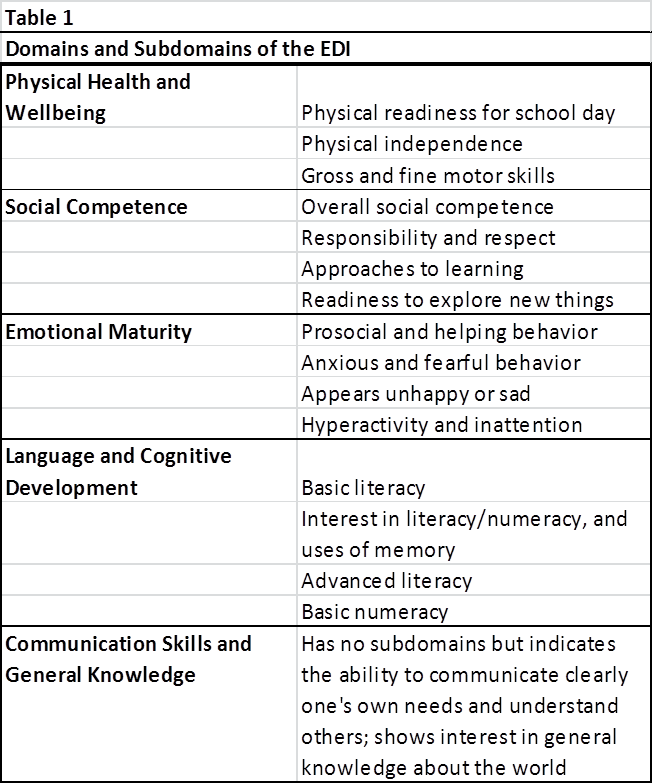 Table 1
Domains and Subdomains of the EDI
Physical Health and
Wellbeing Physical readiness for school day
Physical independence
Gross and fine motor skills
Social Competence Overall social competence
Responsibility and respect
Approaches to learning
Readiness to explore new things
Emotional Maturity Prosocial and helping behavior
Anxious and fearful behavior
Appears unhappy or sad
Hyperactivity and inattention
Language and Cognitive
Development Basic literacy
Interest in literacy/numeracy, and
uses of memory
Advanced literacy
Basic numeracy
Communication Skills and Has no subdomains but indicates
General Knowledge the ability to communicate clearly
one's own needs and understand
others; shows interest in general
knowledge about the world